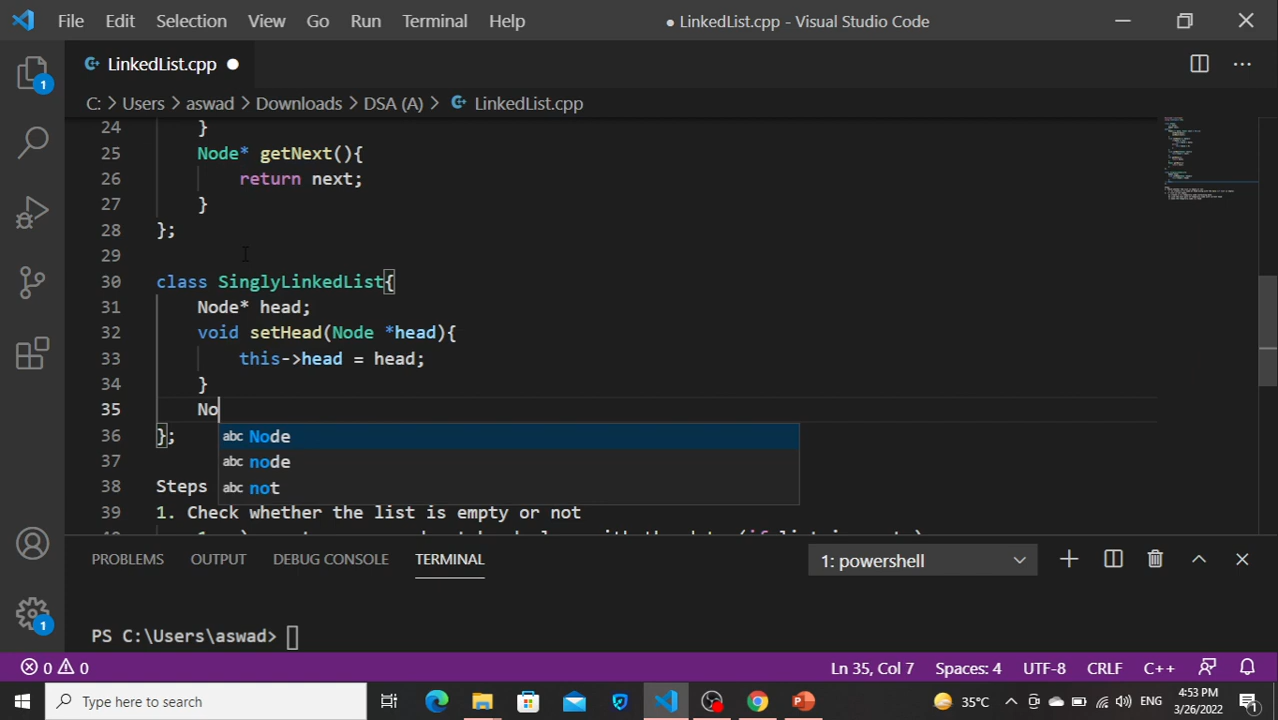 File Edit Selection View Go Run Terminal Help ● LinkedList.cpp - Visual Studio Code
LinkedList.cpp ●
C: > Users > aswad > Downloads > DSA (A) > LinkedList.cpp
24 }
25 Node* getNext(){
26 return next;
27 }
28 };
29
30 class SinglyLinkedList{
31 Node* head;
32 void setHead(Node *head){
33 this->head = head;
34 }
35 No
36 };
abc Node
37
abc node
38 Steps
abc not
39 1. Check whether the list is empty or not
1
PROBLEMS OUTPUT DEBUG CONSOLE TERMINAL 1: powershell
PS C:\Users\aswad>
1
0 0 Ln 35, Col 7 Spaces: 4 UTF-8 CRLF C++
Type here to search 35°C ENG 4:53 PM 3/26/2022 1